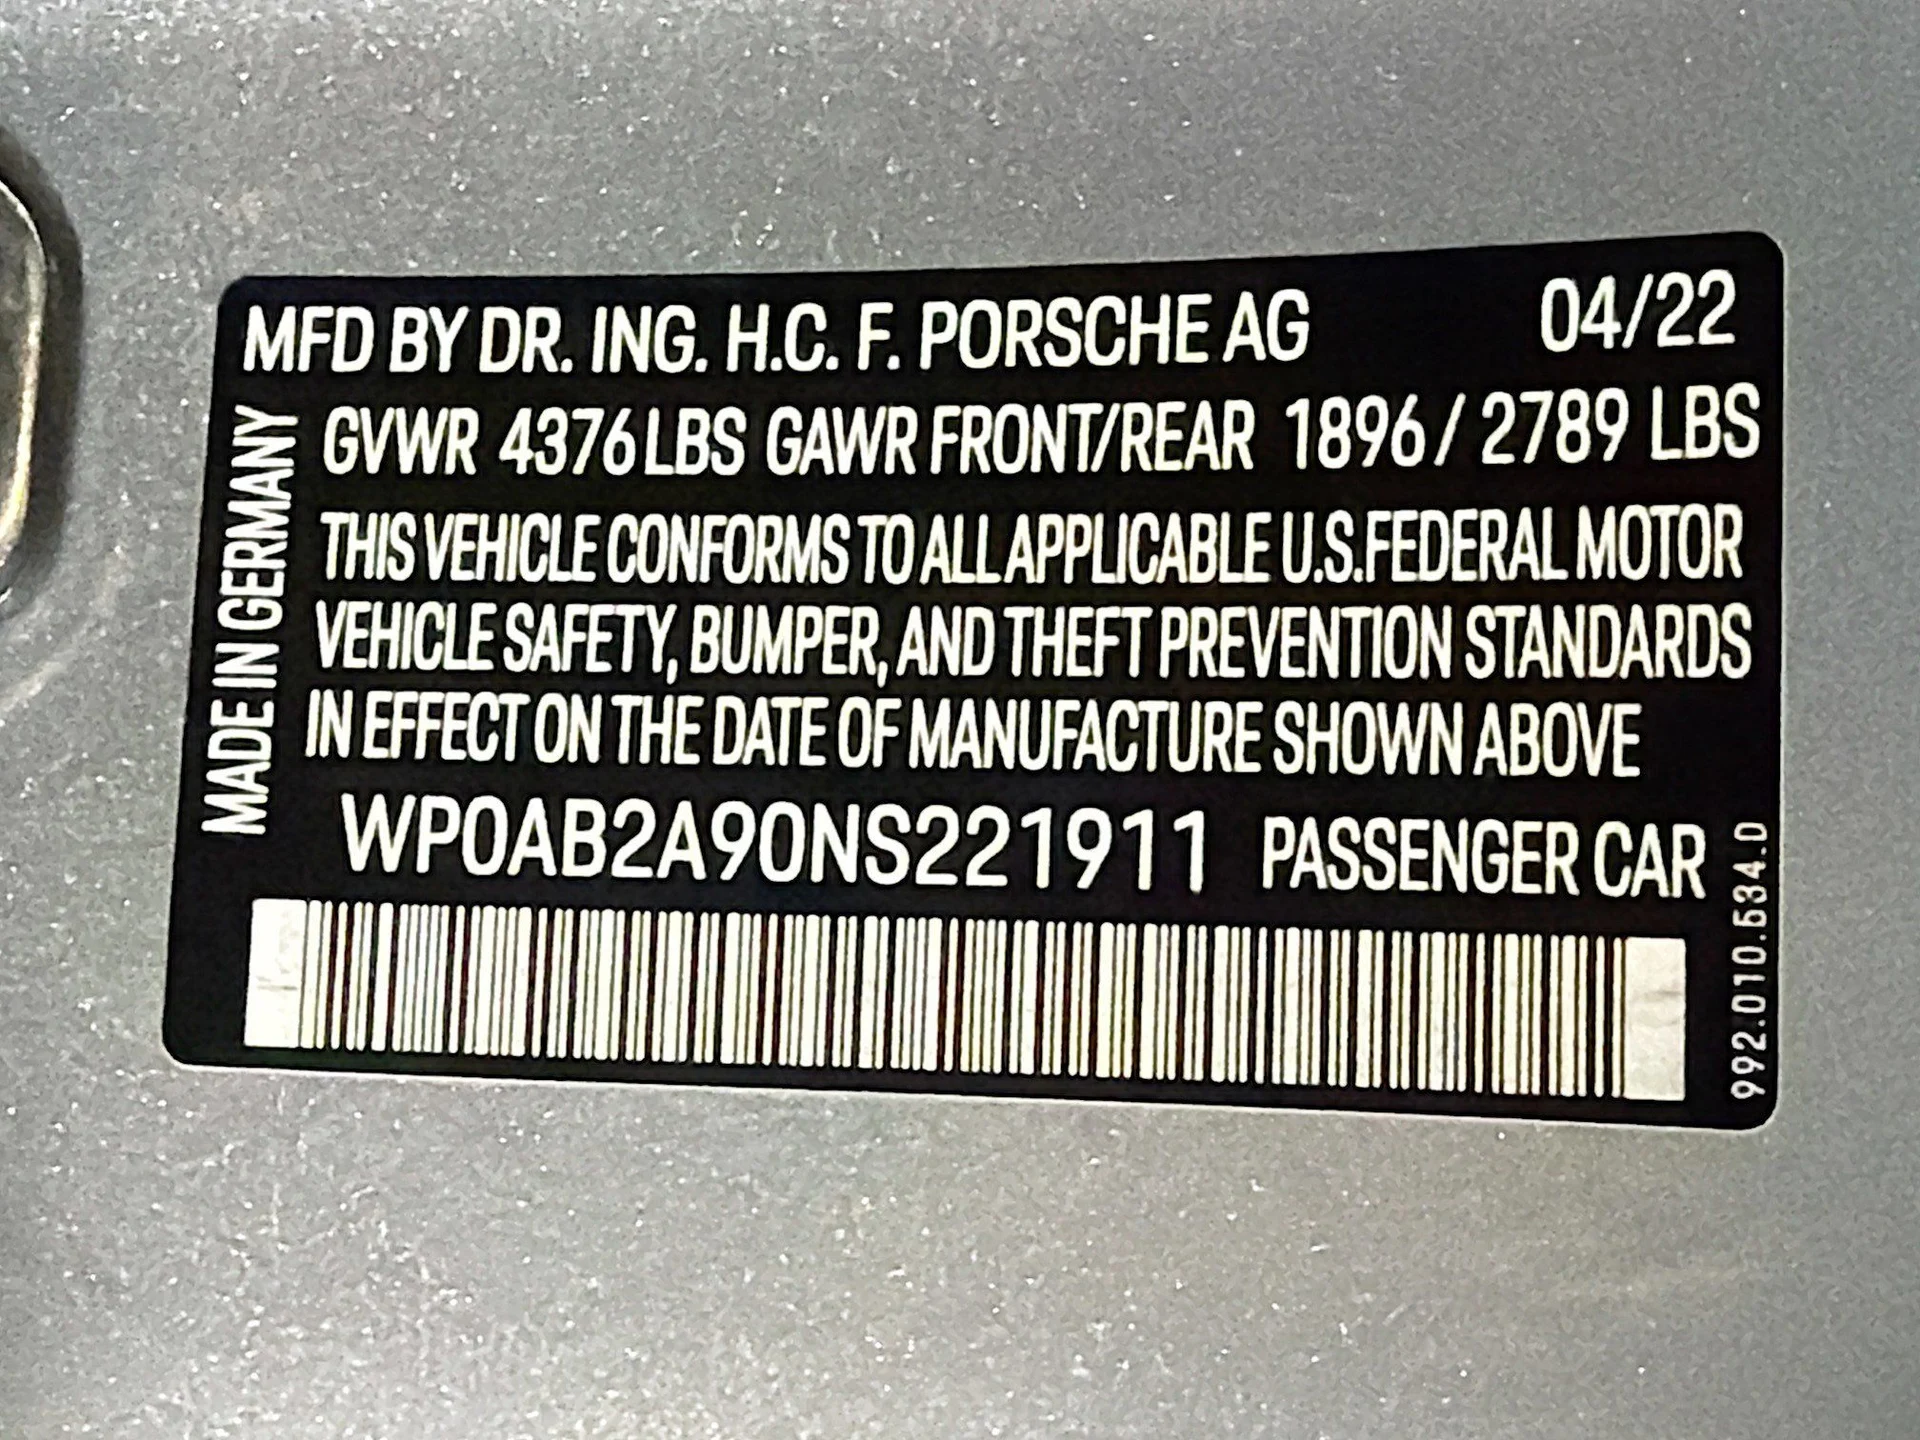 MFD BY DR. ING. H.C. F. PORSCHE AG 04/22
GVWR 4376 LBS GAWR FRONT/REAR 1896 / 2789 LBS
THIS VEHICLE CONFORMS TO ALL APPLICABLE U.S.FEDERAL MOTOR
VEHICLE SAFETY, BUMPER, AND THEFT PREVENTION STANDARDS
IN EFFECT ON THE DATE OF MANUFACTURE SHOWN ABOVE
WP0AB2A90NS221911 PASSENGER CAR
MADE IN GERMANY
992.010.534.D